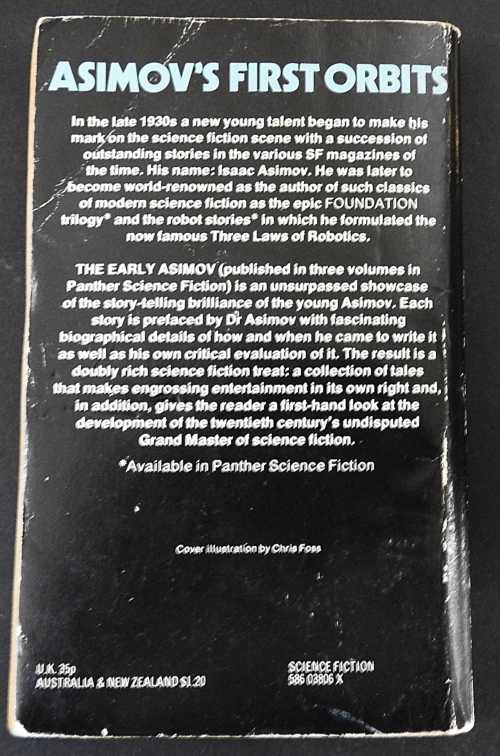 ASIMOV'S FIRST ORBITS
In the late 1930s a new young talent began to make his
mark on the science fiction scene with a succession of
outstanding stories in the various SF magazines of
the time. His name: Isaac Asimov. He was later to
become world-renowned as the author of such classics
of modern science fiction as the epic FOUNDATION
trilogy* and the robot stories* in which he formulated the
now famous Three Laws of Robotics.
THE EARLY ASIMOV (published in three volumes in
Panther Science Fiction) is an unsurpassed showcase
of the story-telling brilliance of the young Asimov. Each
story is prefaced by Dr Asimov with fascinating
biographical details of how and when he came to write it
as well as his own critical evaluation of it. The result is a
doubly rich science fiction treat: a collection of tales
that makes engrossing entertainment in its own right and,
in addition, gives the reader a first-hand look at the
development of the twentieth century's undisputed
Grand Master of science fiction.
*Available in Panther Science Fiction
Cover illustration by Chris Foss
U.K. 35p
AUSTRALIA & NEW ZEALAND $1.20
SCIENCE FICTION
586 03806 X